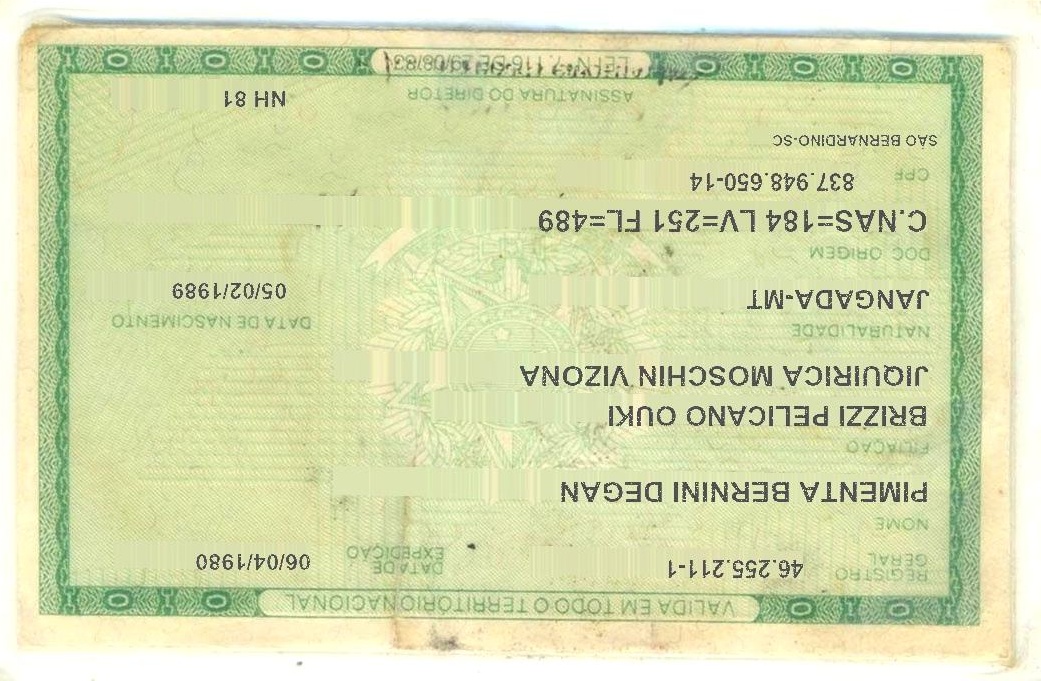 VÁLIDA EM TODO O TERRITÓRIO NACIONAL
REGISTRO GERAL 46.255.211-1 DATA DE EXPEDIÇÃO 06/04/1980
NOME
PIMENTA BERNINI DEGAN
FILIAÇÃO
BRIZZI PELICANO OUKI
JIQUIRICA MOSCHIN VIZONA
NATURALIDADE DATA DE NASCIMENTO
JANGADA-MT 05/02/1989
DOC ORIGEM
C.NAS=184 LV=251 FL=489
CPF 837.948.650-14
SAO BERNARDINO-SC
NH 81
ASSINATURA DO DIRETOR
LEI Nº 7.116 DE 29/08/83